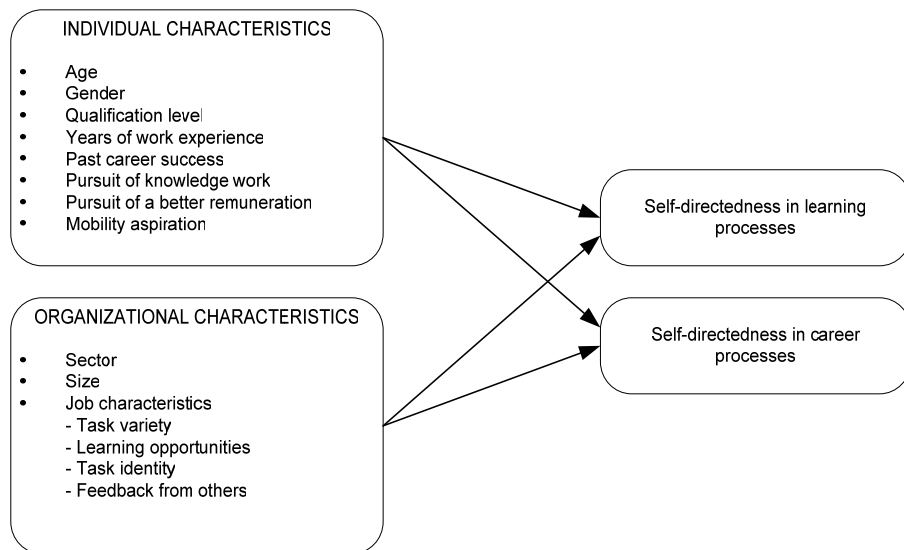 INDIVIDUAL CHARACTERISTICS
• Age
• Gender
• Qualification level
• Years of work experience
• Past career success
• Pursuit of knowledge work
• Pursuit of a better remuneration
• Mobility aspiration
ORGANIZATIONAL CHARACTERISTICS
• Sector
• Size
• Job characteristics
- Task variety
- Learning opportunities
- Task identity
- Feedback from others
Self-directedness in learning
processes
Self-directedness in career
processes